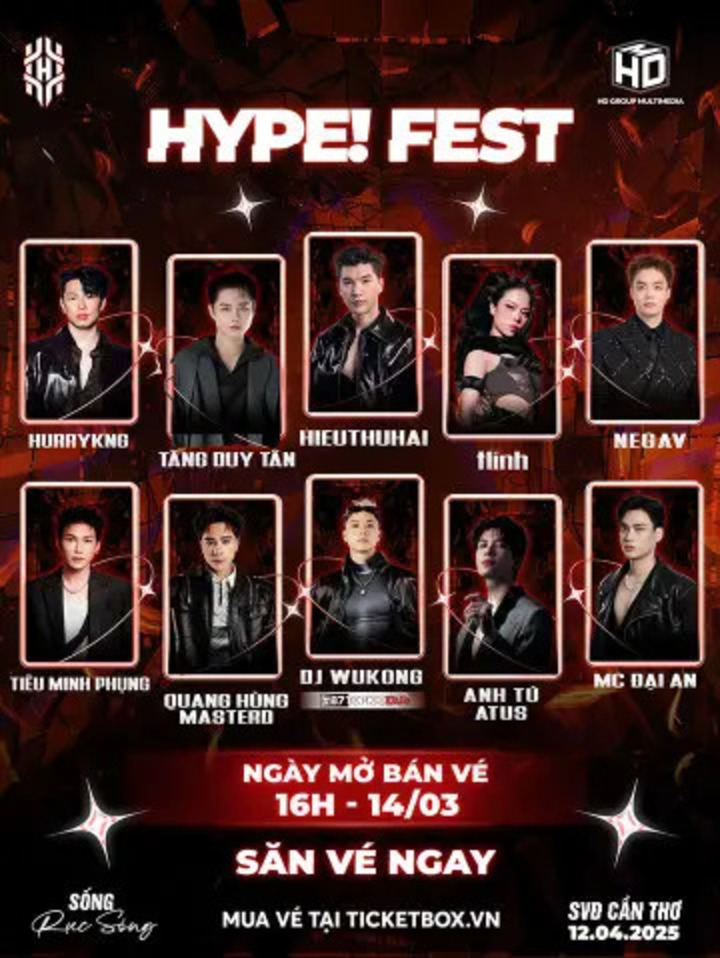 HD
HD GROUP MULTIMEDIA
HYPE! FEST
HURRYKNG
TĂNG DUY TÂN
HIEUTHUHAI
tlinh
NEGAV
TIÊU MINH PHỤNG
QUANG HÙNG
MASTERD
DJ WUKONG
ANH TÚ
ATUS
MC ĐẠI AN
NGÀY MỞ BÁN VÉ
16H - 14/03
SĂN VÉ NGAY
SỐNG
Rực Sáng
MUA VÉ TẠI TICKETBOX.VN
SVĐ CẦN THƠ
12.04.2025